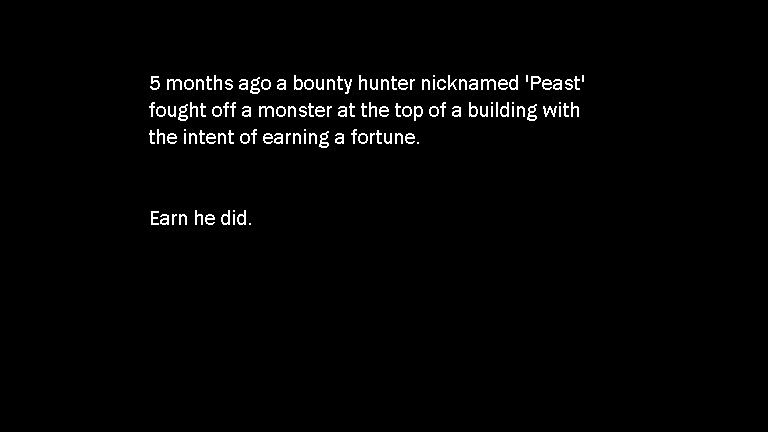 5 months ago a bounty hunter nicknamed 'Peast'
fought off a monster at the top of a building with
the intent of earning a fortune.
Earn he did.